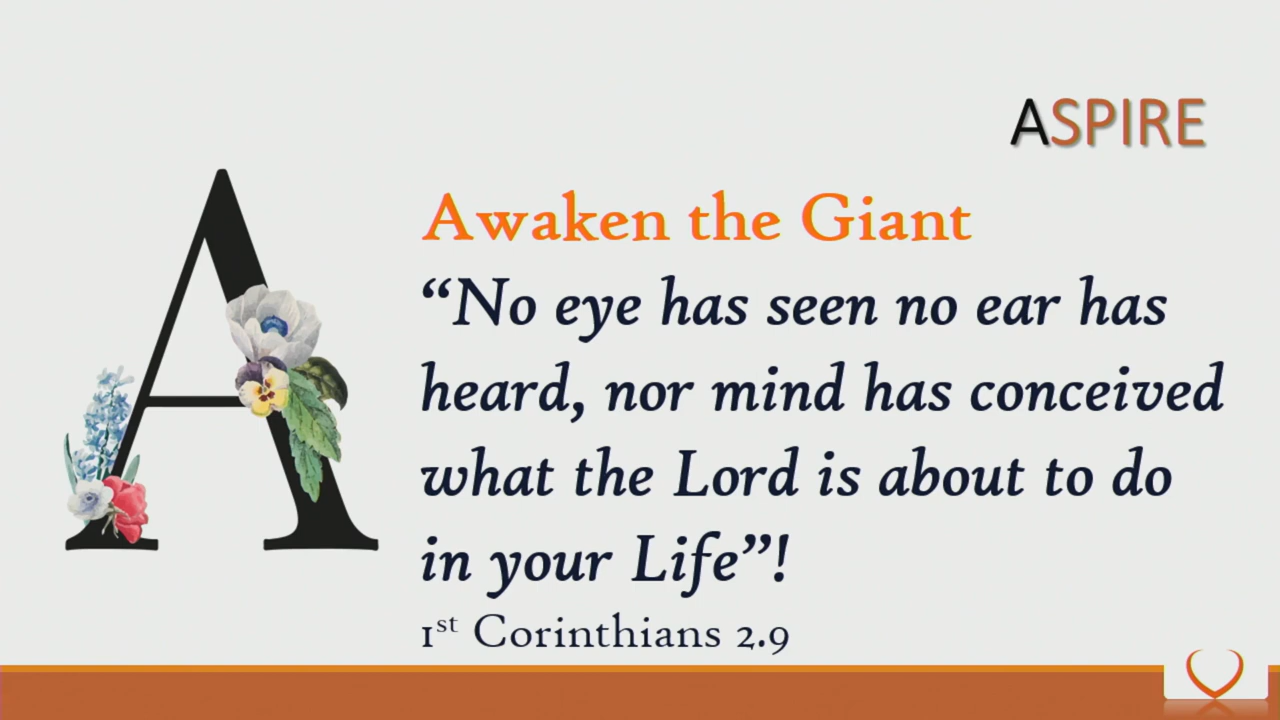 ASPIRE
A
Awaken the Giant
“No eye has seen no ear has
heard, nor mind has conceived
what the Lord is about to do
in your Life”!
1st Corinthians 2.9